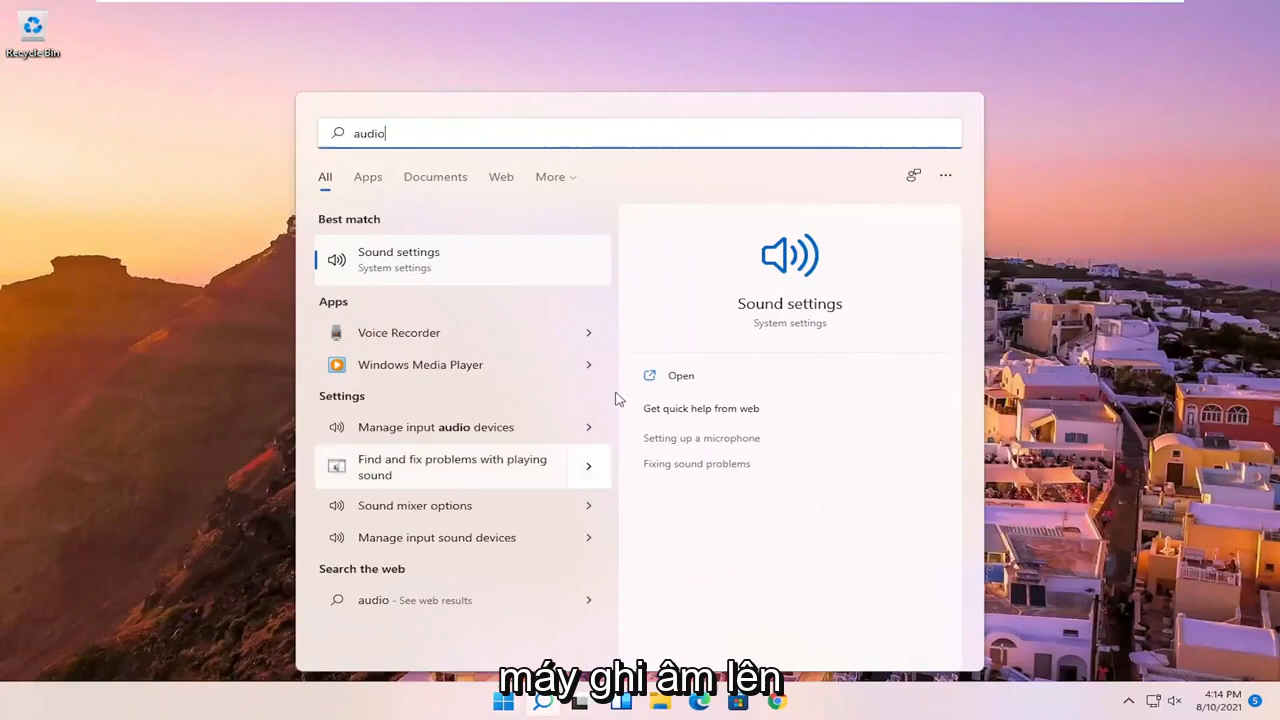 Recycle Bin
audio
All Apps Documents Web More
Best match
Sound settings
System settings
Apps
Voice Recorder
Windows Media Player
Settings
Manage input audio devices
Find and fix problems with playing
sound
Sound mixer options
Manage input sound devices
Search the web
audio - See web results
Sound settings
System settings
Open
Get quick help from web
Setting up a microphone
Fixing sound problems
máy ghi âm lên
4:14 PM
8/10/2021
5